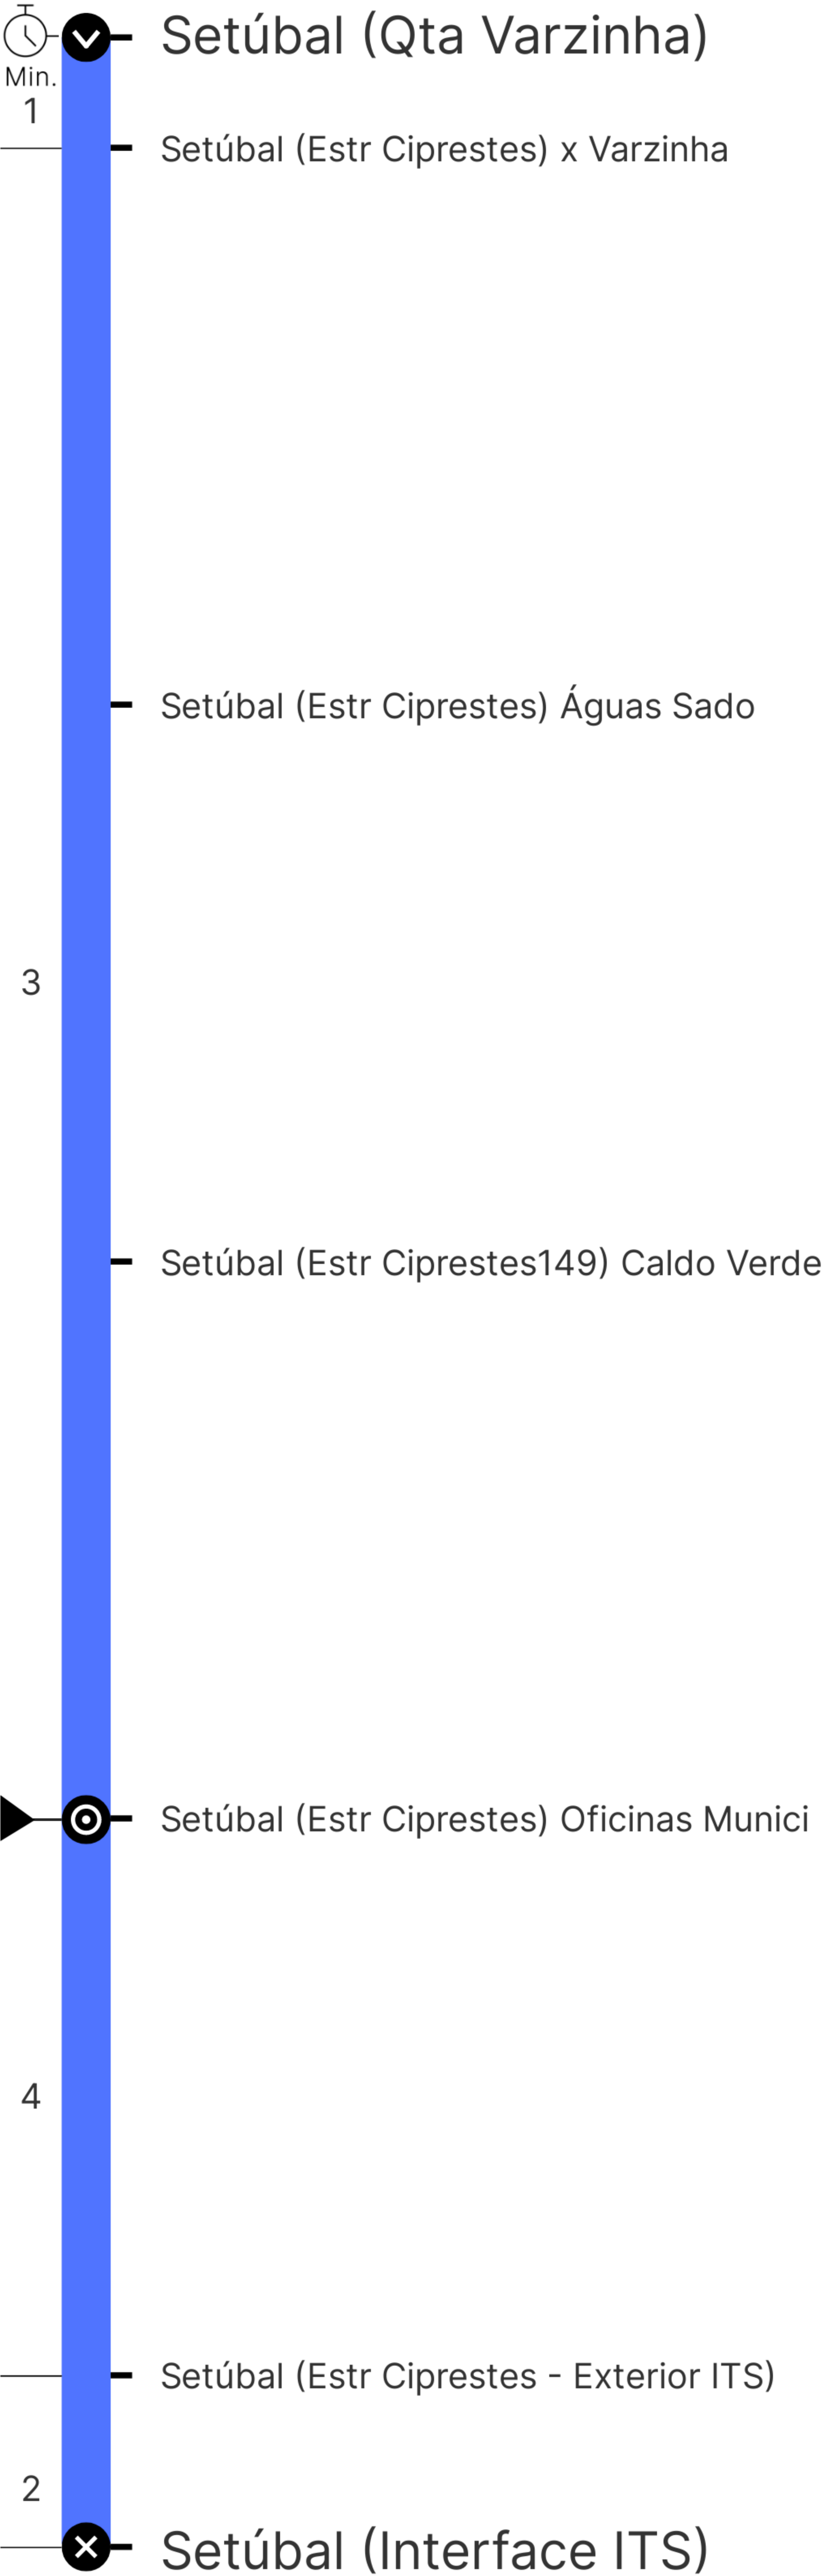 Setúbal (Qta Varzinha)
Min.
1
Setúbal (Estr Ciprestes) x Varzinha
Setúbal (Estr Ciprestes) Águas Sado
3
Setúbal (Estr Ciprestes149) Caldo Verde
Setúbal (Estr Ciprestes) Oficinas Munici
4
Setúbal (Estr Ciprestes - Exterior ITS)
2
Setúbal (Interface ITS)